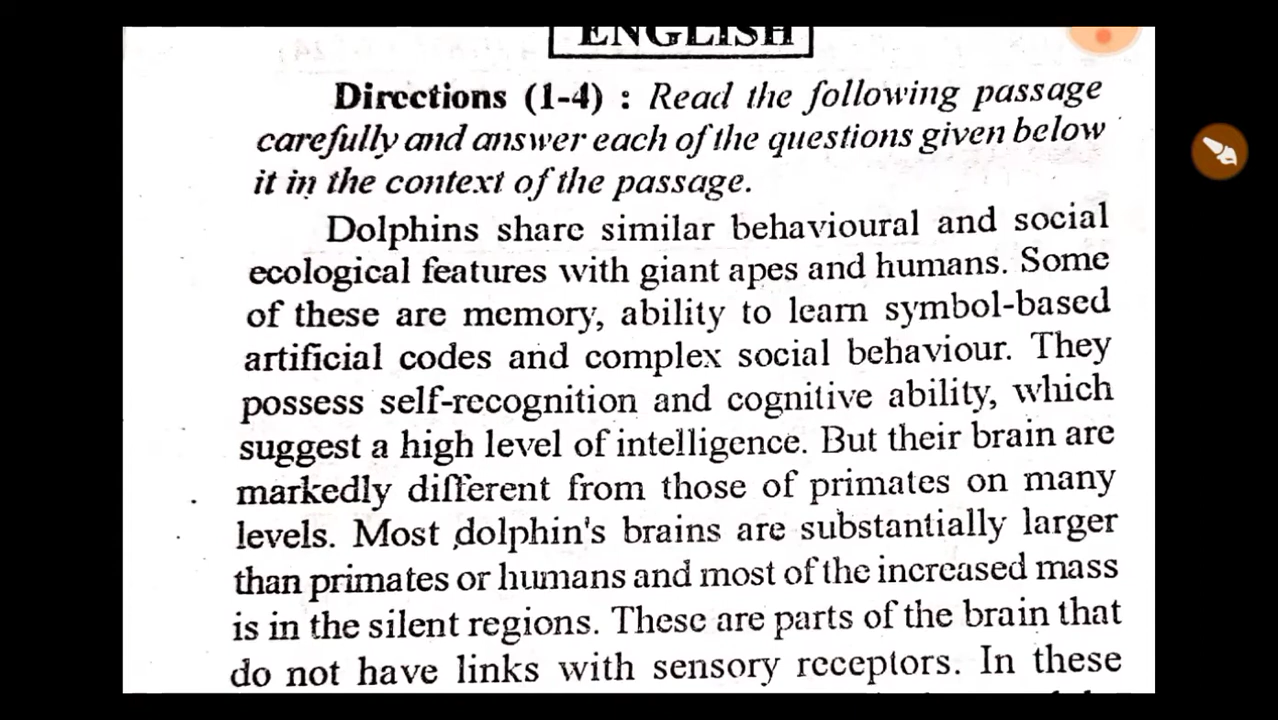 ENGLISH
Directions (1-4) : Read the following passage
carefully and answer each of the questions given below
it in the context of the passage.
Dolphins share similar behavioural and social
ecological features with giant apes and humans. Some
of these are memory, ability to learn symbol-based
artificial codes and complex social behaviour. They
possess self-recognition and cognitive ability, which
suggest a high level of intelligence. But their brain are
markedly different from those of primates on many
levels. Most dolphin's brains are substantially larger
than primates or humans and most of the increased mass
is in the silent regions. These are parts of the brain that
do not have links with sensory receptors. In these